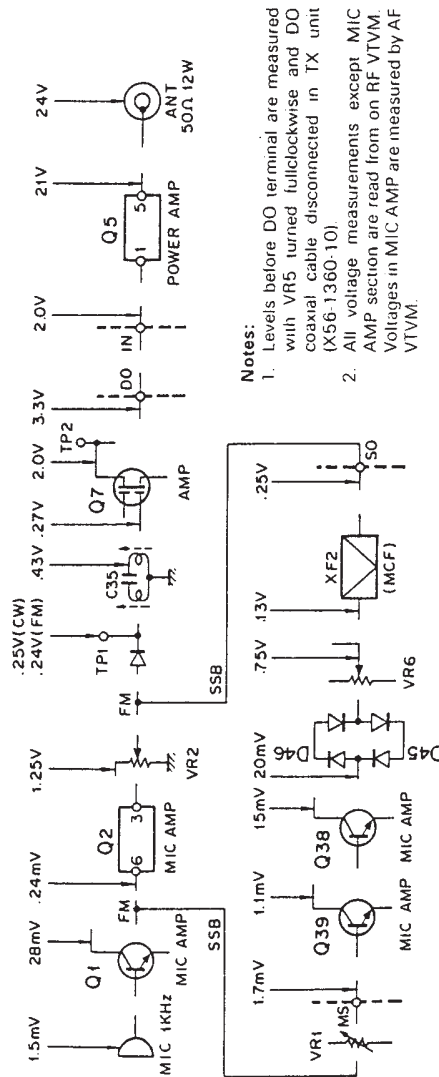 1.5mV
28mV
.24mV
1.25V
.25V(CW)
.24V(FM)
.43V
.27V
2.0V
3.3V
2.0V
21V
24V
Q1
FM
Q2
6
3
FM
TP1
C35
Q7
TP2
DO
IN
Q5
1
5
MIC 1KHz
MIC AMP
MIC AMP
VR2
AMP
POWER AMP
ANT
50Ω 12W
SSB
SSB
1.7mV
1.1mV
15mV
20mV
.75V
.13V
.25V
MS
VR1
Q39
Q38
D46
D45
VR6
XF2
(MCF)
SO
MIC AMP
MIC AMP
Notes:
1. Levels before DO terminal are measured
with VR5 turned fullclockwise and DO
coaxial cable disconnected in TX unit
(X56-1360-10).
2. All voltage measurements except MIC
AMP section are read from on RF VTVM.
Voltages in MIC AMP are measured by AF
VTVM.